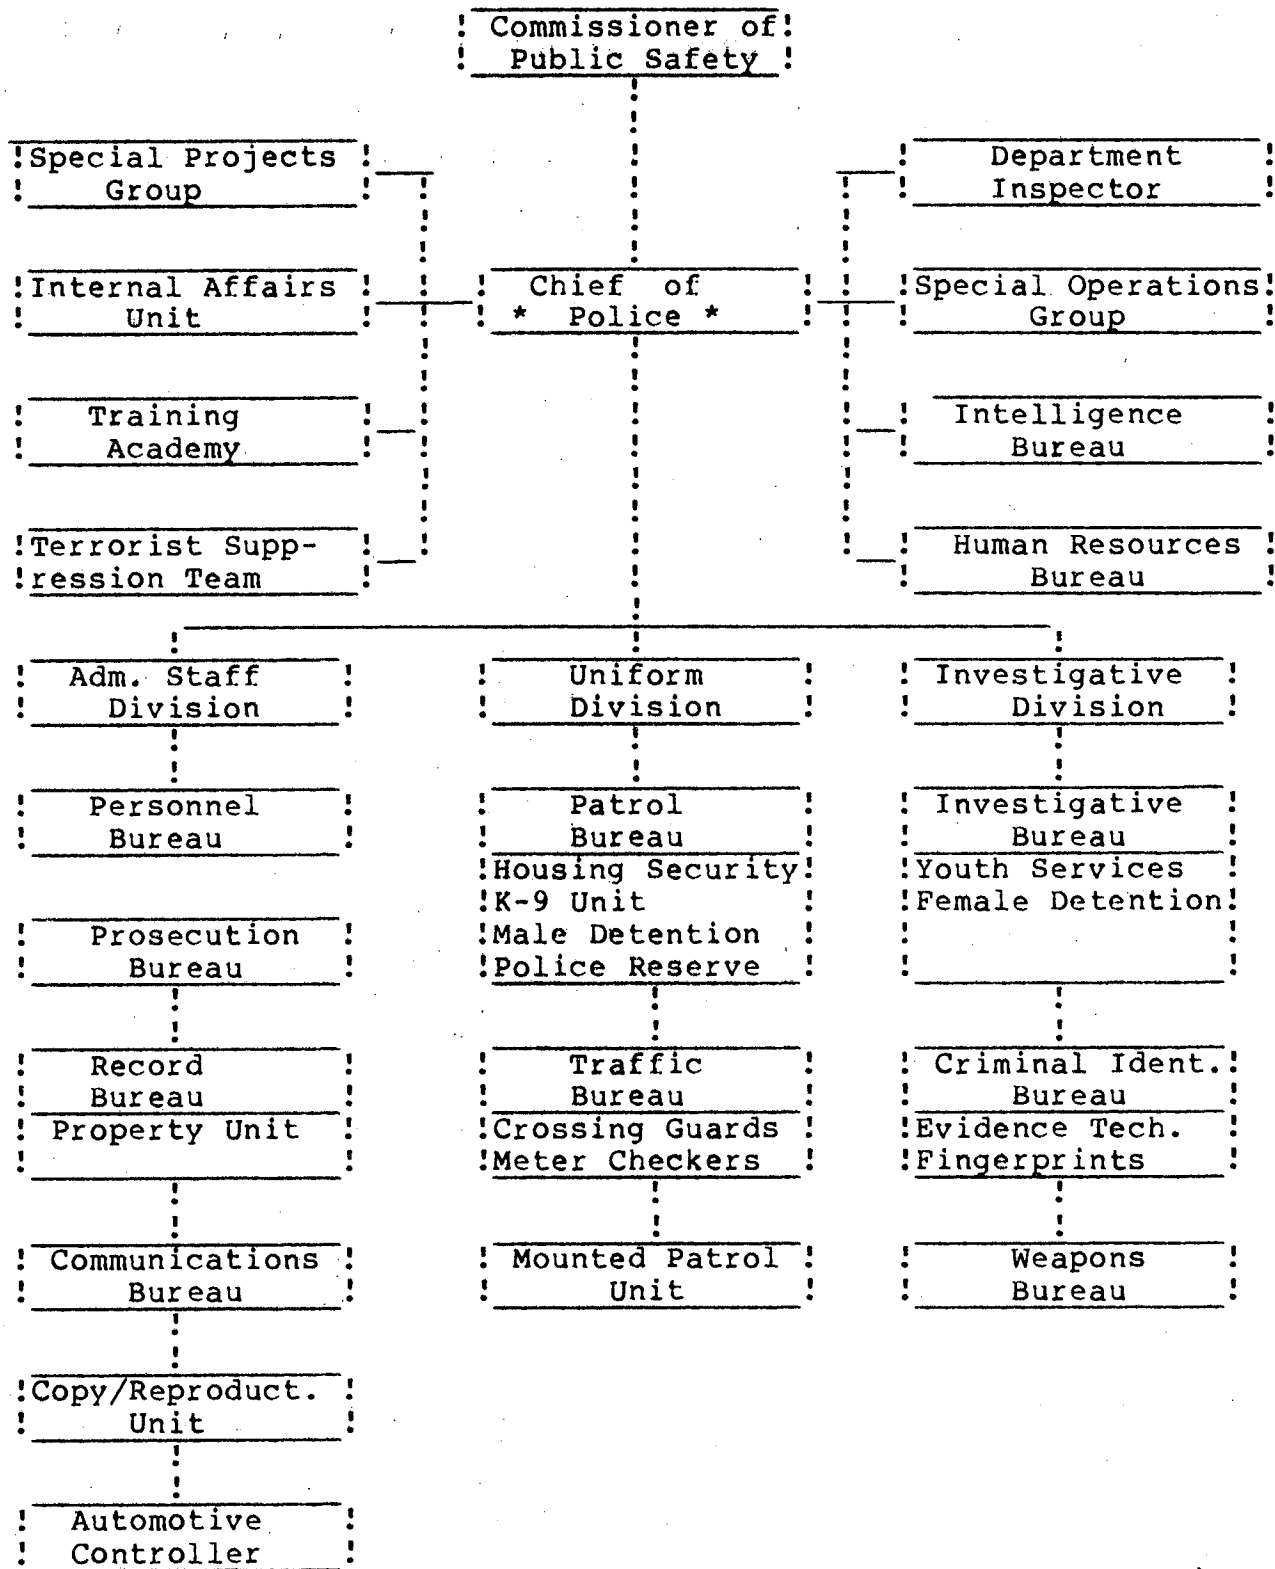 Commissioner of
Public Safety
Special Projects
Group
Department
Inspector
Internal Affairs
Unit
Chief of
* Police *
Special Operations
Group
Training
Academy
Intelligence
Bureau
Terrorist Supp-
ression Team
Human Resources
Bureau
Adm. Staff
Division
Uniform
Division
Investigative
Division
Personnel
Bureau
Patrol
Bureau
Housing Security
K-9 Unit
Male Detention
Police Reserve
Investigative
Bureau
Youth Services
Female Detention
Prosecution
Bureau
Record
Bureau
Property Unit
Traffic
Bureau
Crossing Guards
Meter Checkers
Criminal Ident.
Bureau
Evidence Tech.
Fingerprints
Communications
Bureau
Mounted Patrol
Unit
Weapons
Bureau
Copy/Reproduct.
Unit
Automotive
Controller